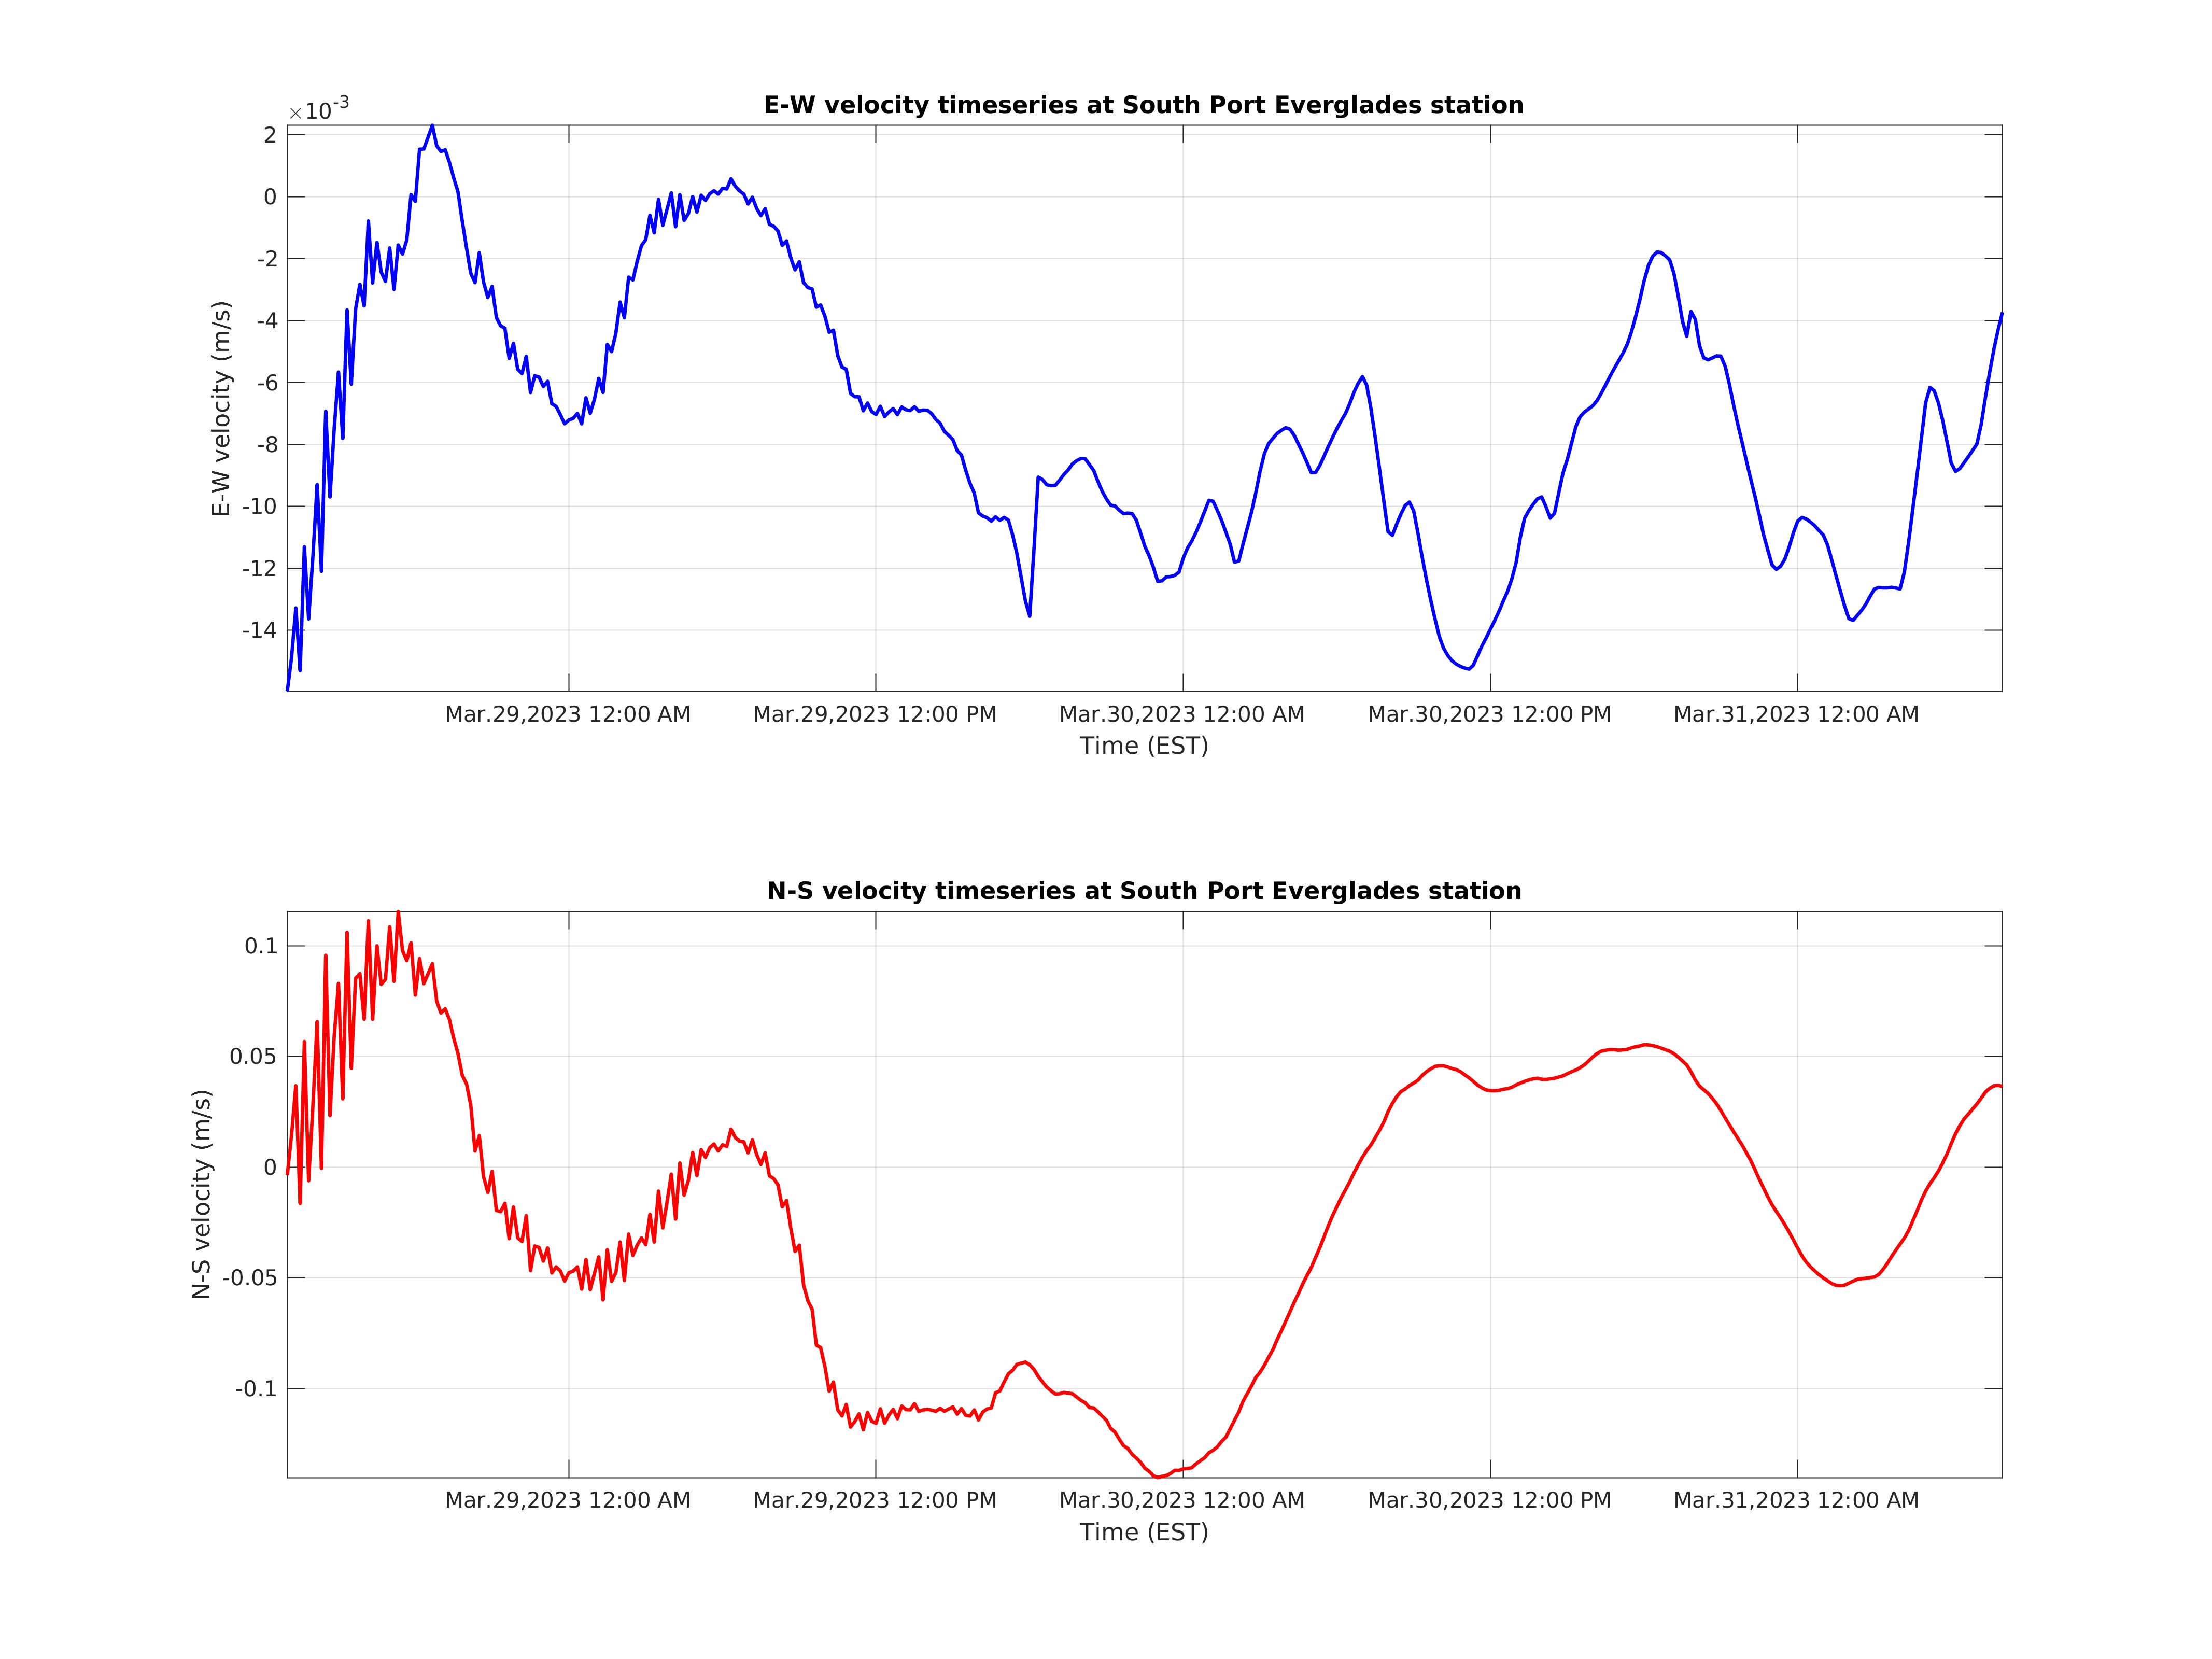 E-W velocity timeseries at South Port Everglades station
×10-3
2
0
-2
-4
-6
-8
-10
-12
-14
E-W velocity (m/s)
Mar.29,2023 12:00 AM Mar.29,2023 12:00 PM Mar.30,2023 12:00 AM Mar.30,2023 12:00 PM Mar.31,2023 12:00 AM
Time (EST)
N-S velocity timeseries at South Port Everglades station
0.1
0.05
0
-0.05
-0.1
N-S velocity (m/s)
Mar.29,2023 12:00 AM Mar.29,2023 12:00 PM Mar.30,2023 12:00 AM Mar.30,2023 12:00 PM Mar.31,2023 12:00 AM
Time (EST)